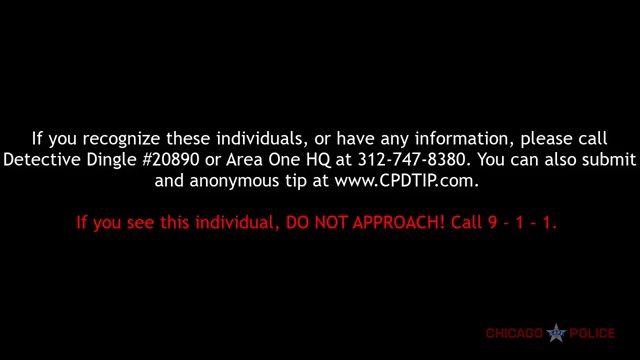 If you recognize these individuals, or have any information, please call
Detective Dingle #20890 or Area One HQ at 312-747-8380. You can also submit
and anonymous tip at www.CPDTIP.com.
If you see this individual, DO NOT APPROACH! Call 9 - 1 - 1.
CHICAGO POLICE